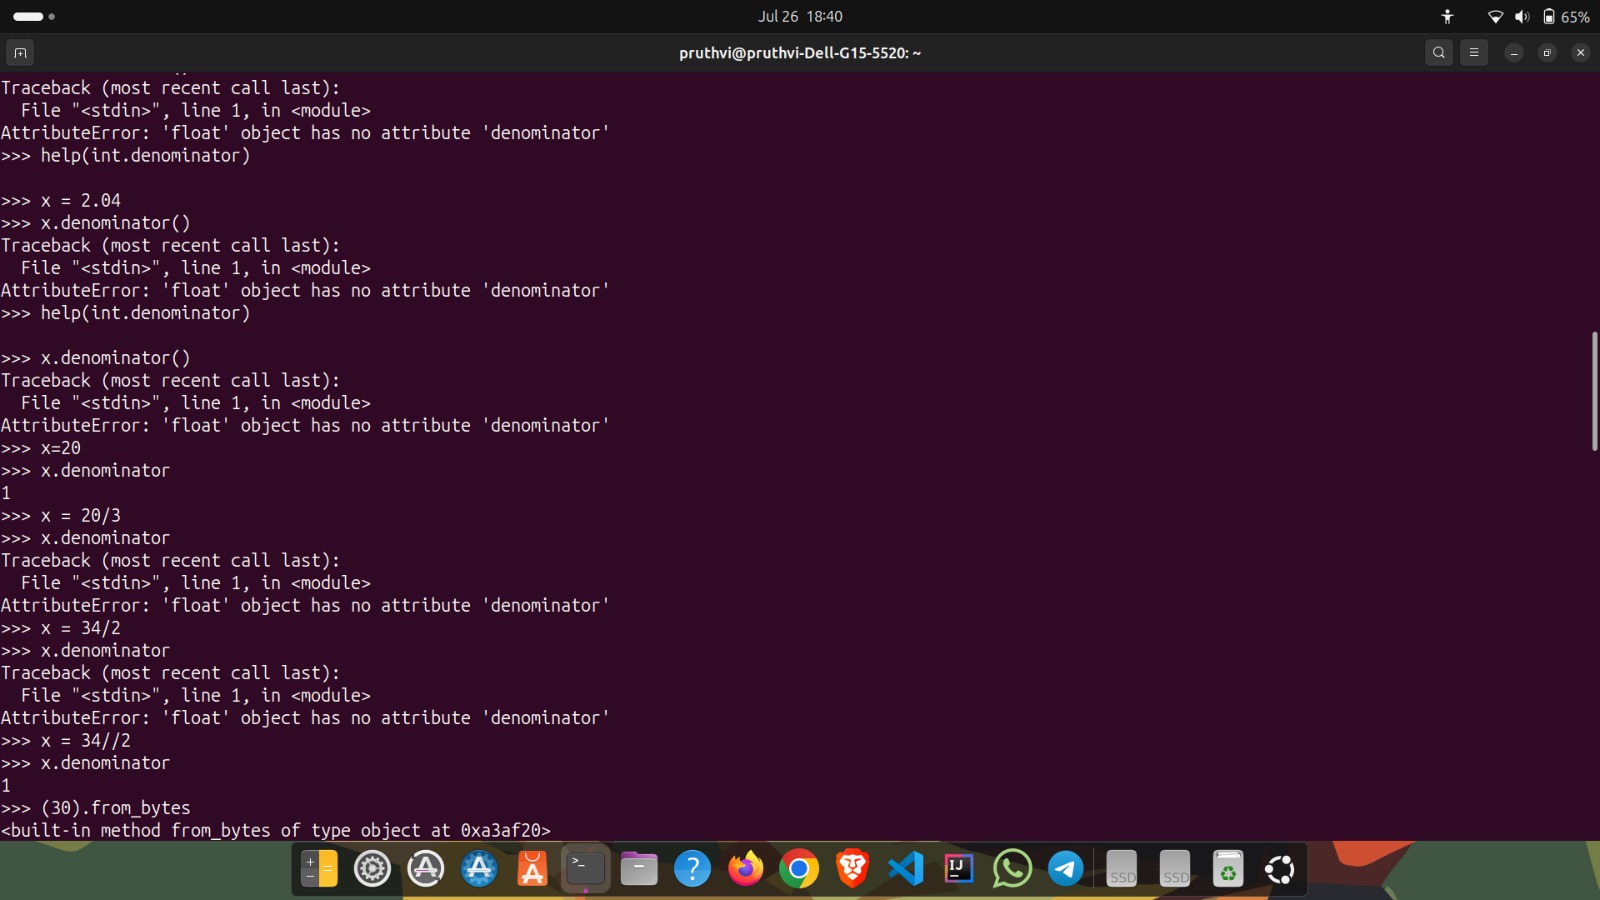 Jul 26 18:40
65%
pruthvi@pruthvi-Dell-G15-5520: ~
Traceback (most recent call last):
  File "<stdin>", line 1, in <module>
AttributeError: 'float' object has no attribute 'denominator'
>>> help(int.denominator)
>>> x = 2.04
>>> x.denominator()
Traceback (most recent call last):
  File "<stdin>", line 1, in <module>
AttributeError: 'float' object has no attribute 'denominator'
>>> help(int.denominator)
>>> x.denominator()
Traceback (most recent call last):
  File "<stdin>", line 1, in <module>
AttributeError: 'float' object has no attribute 'denominator'
>>> x=20
>>> x.denominator
1
>>> x = 20/3
>>> x.denominator
Traceback (most recent call last):
  File "<stdin>", line 1, in <module>
AttributeError: 'float' object has no attribute 'denominator'
>>> x = 34/2
>>> x.denominator
Traceback (most recent call last):
  File "<stdin>", line 1, in <module>
AttributeError: 'float' object has no attribute 'denominator'
>>> x = 34//2
>>> x.denominator
1
>>> (30).from_bytes
<built-in method from_bytes of type object at 0xa3af20>
IJ
SSD
SSD